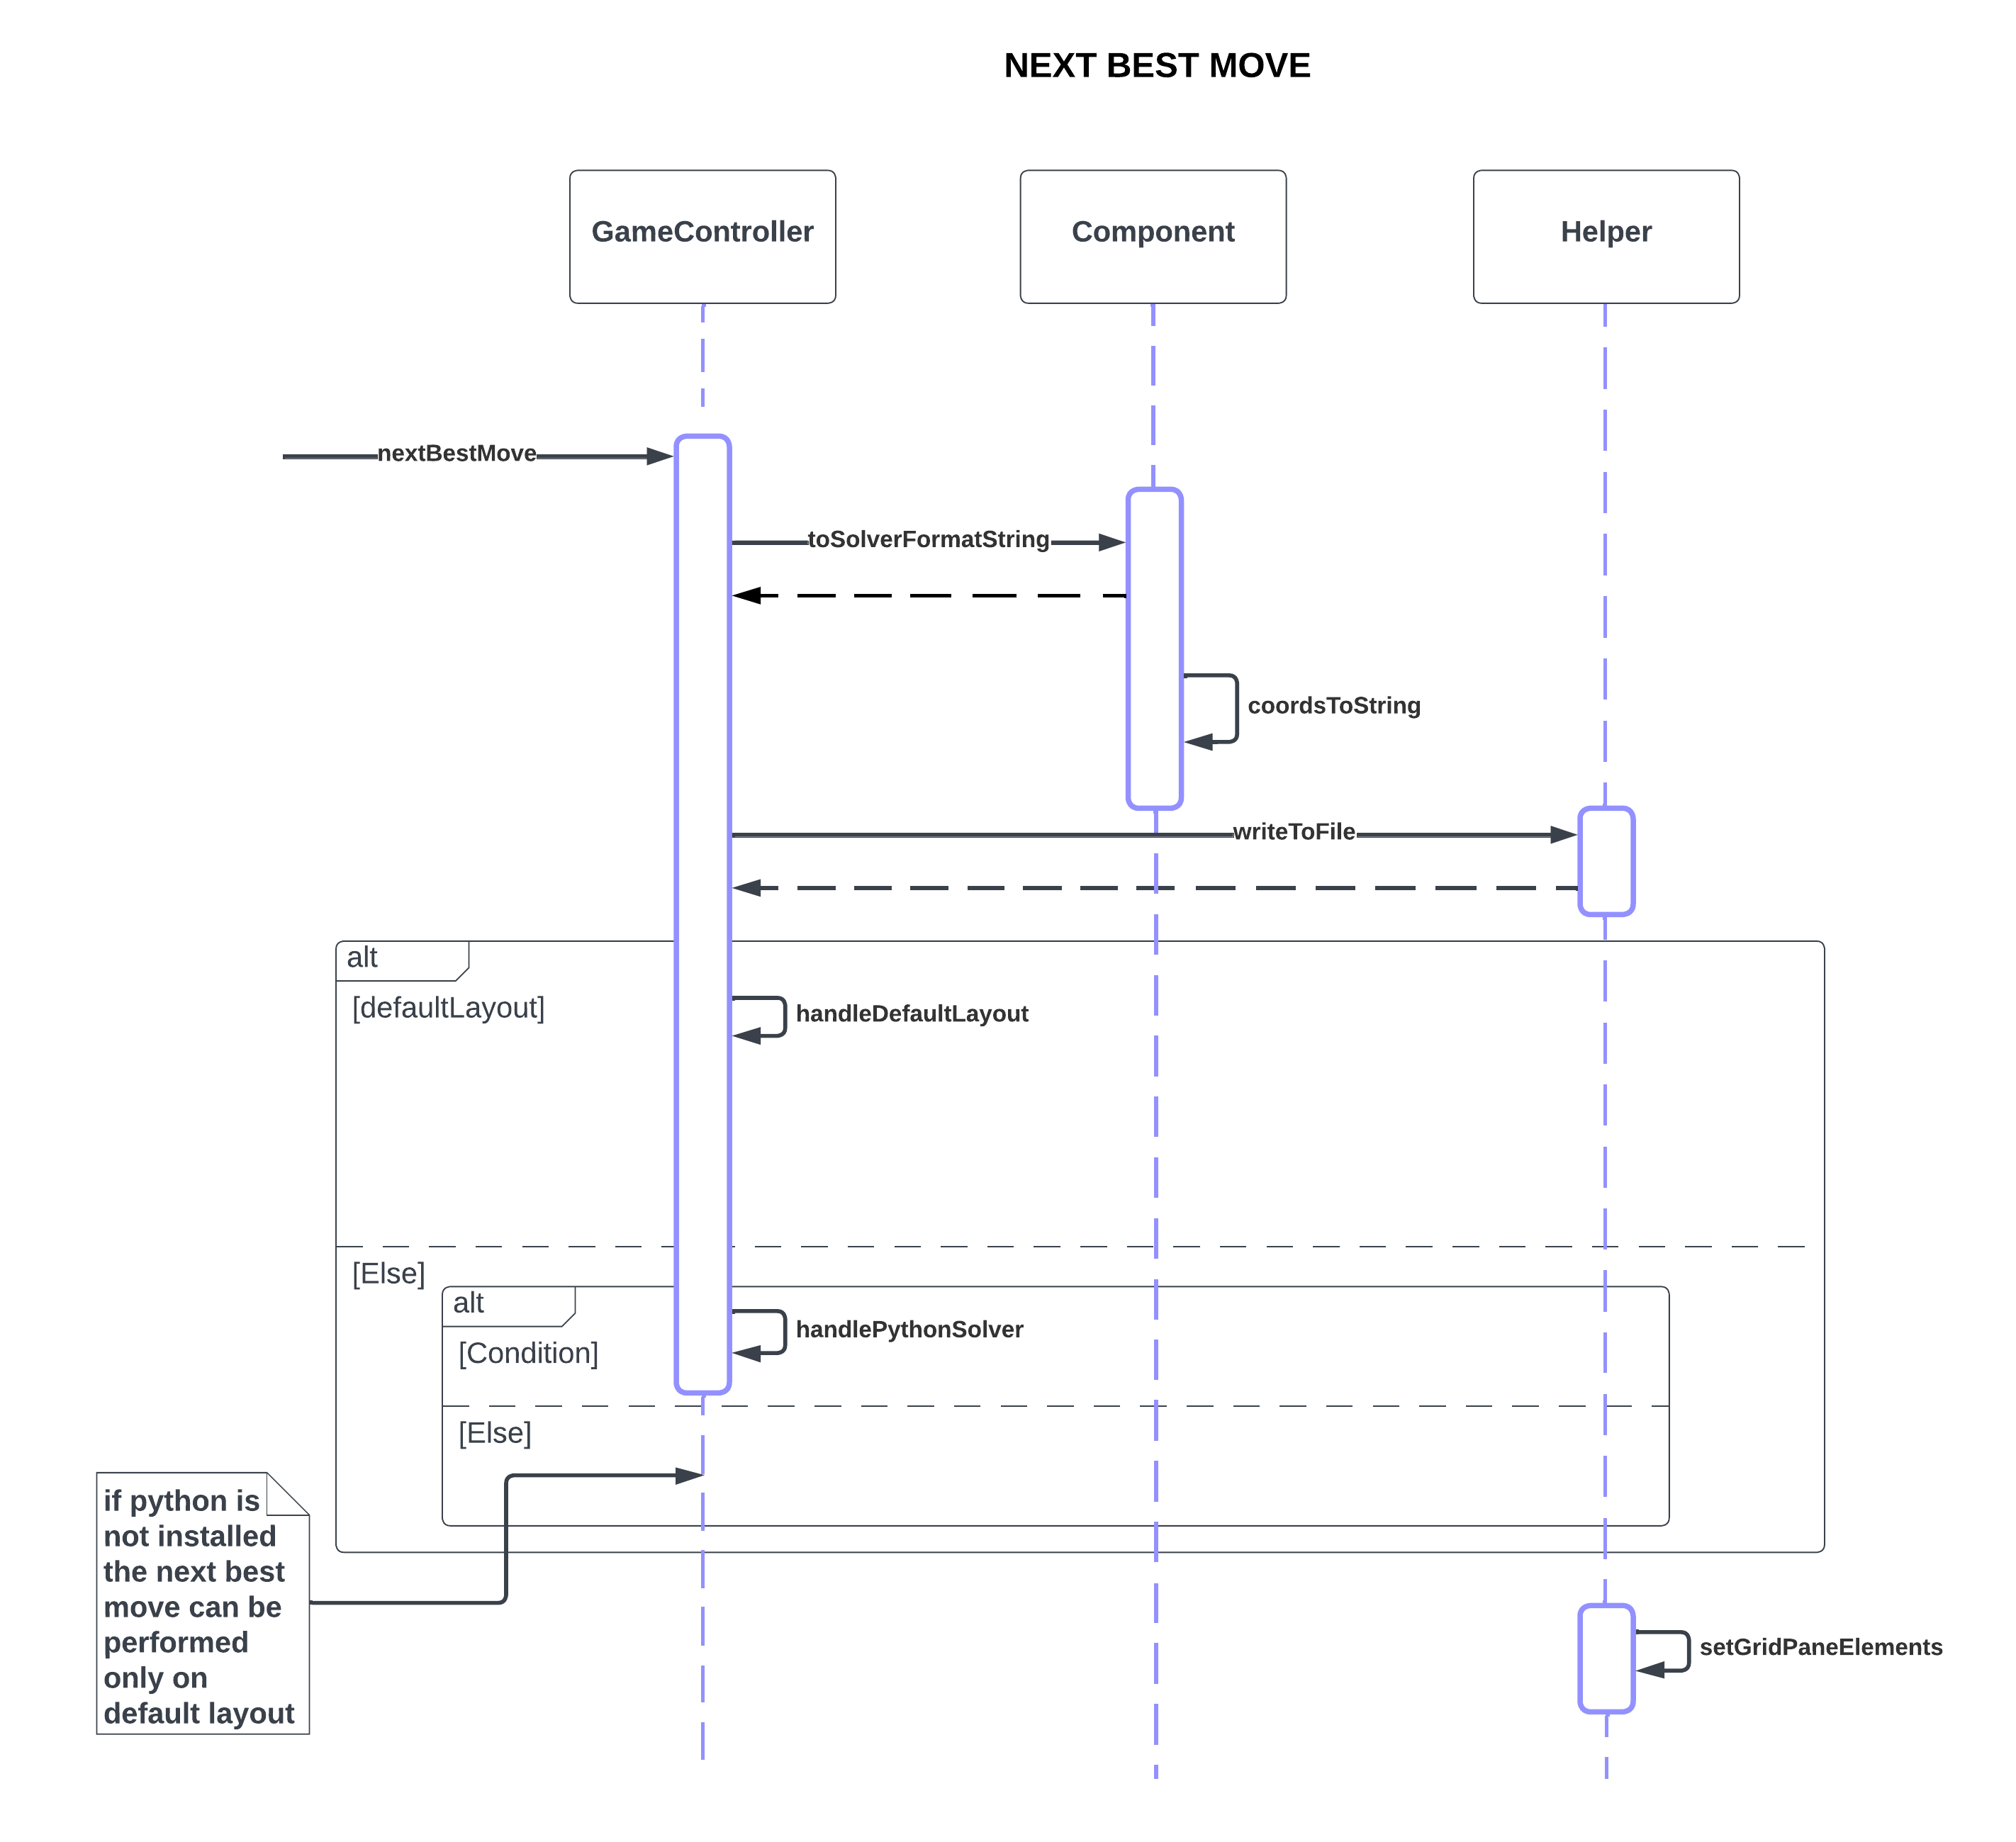 NEXT BEST MOVE
GameController
Component
Helper
nextBestMove
toSolverFormatString
coordsToString
writeToFile
alt
[defaultLayout]
handleDefaultLayout
[Else]
alt
handlePythonSolver
[Condition]
[Else]
if python is
not installed
the next best
move can be
performed
only on
default layout
setGridPaneElements